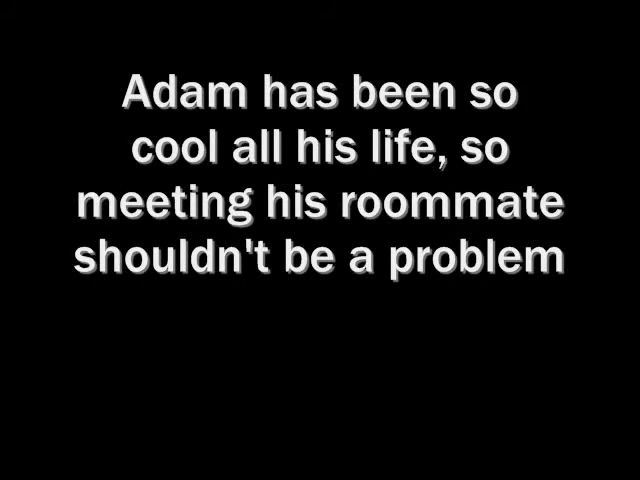 Adam has been so
cool all his life, so
meeting his roommate
shouldn't be a problem